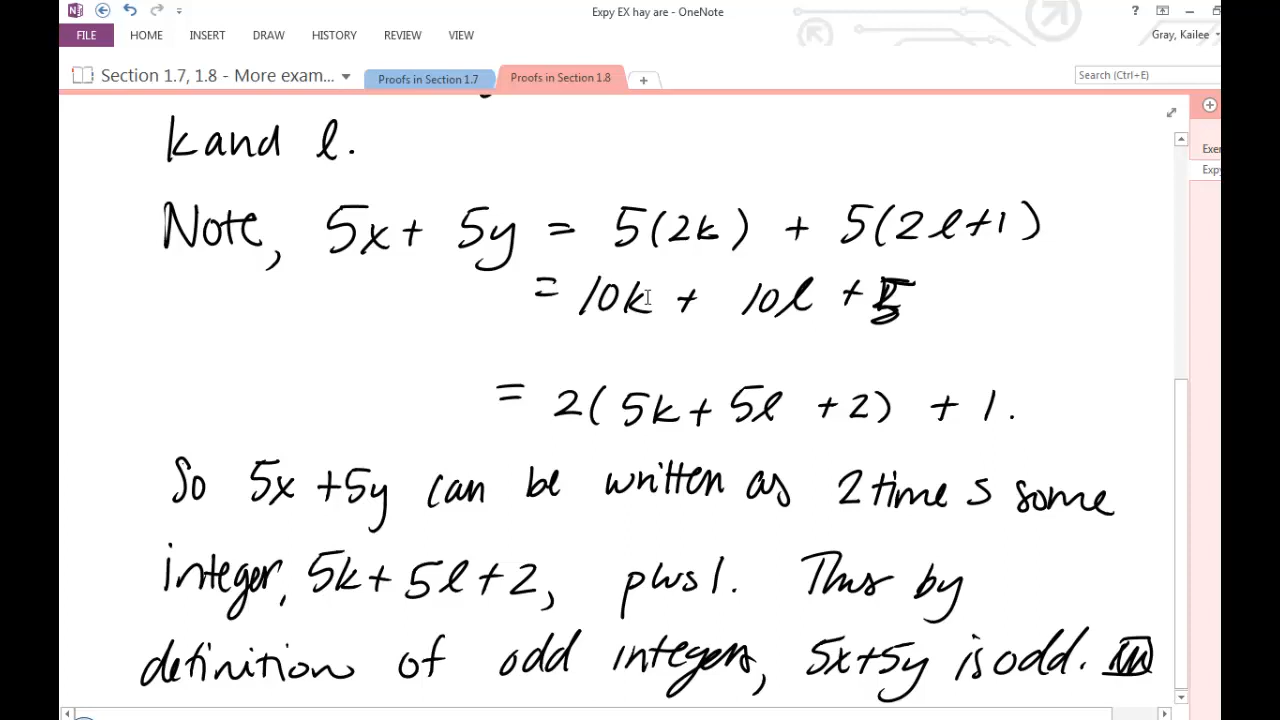 Expy EX hay are - OneNote
FILE HOME INSERT DRAW HISTORY REVIEW VIEW
Gray, Kailee
Section 1.7, 1.8 - More exam...
Proofs in Section 1.7
Proofs in Section 1.8
Search (Ctrl+E)
k and l.
Note, 5x + 5y = 5(2k) + 5(2l+1)
= 10k + 10l + 5
= 2(5k + 5l + 2) + 1.
So 5x + 5y can be written as 2 times some
integer, 5k + 5l + 2, plus 1. Thus by
definition of odd integers, 5x+5y is odd.
Exer
Expy